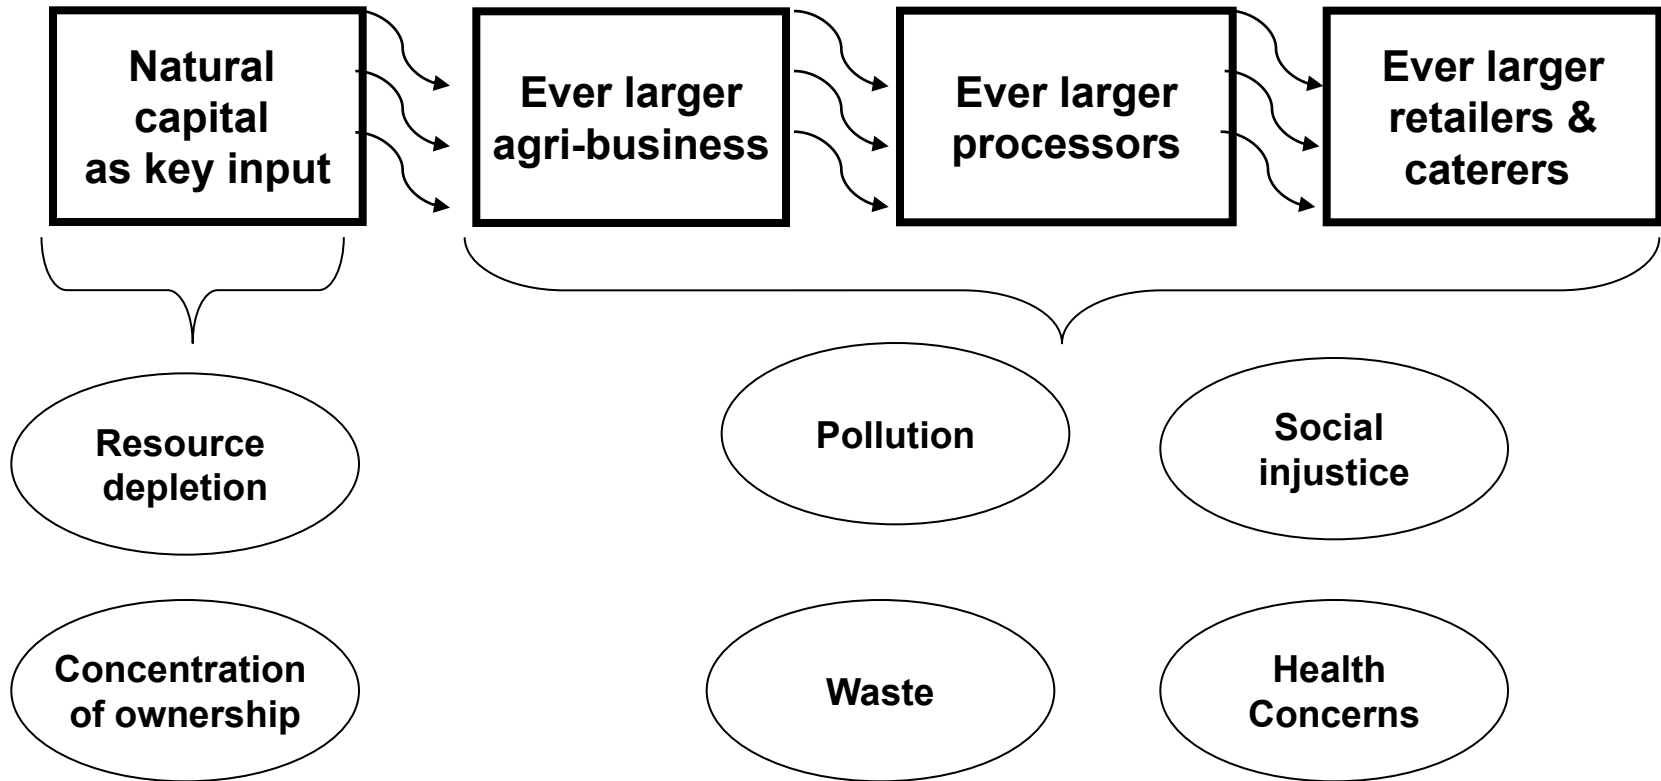 Natural
capital
as key input
Ever larger
agri-business
Ever larger
processors
Ever larger
retailers &
caterers
Resource
depletion
Pollution
Social
injustice
Concentration
of ownership
Waste
Health
Concerns